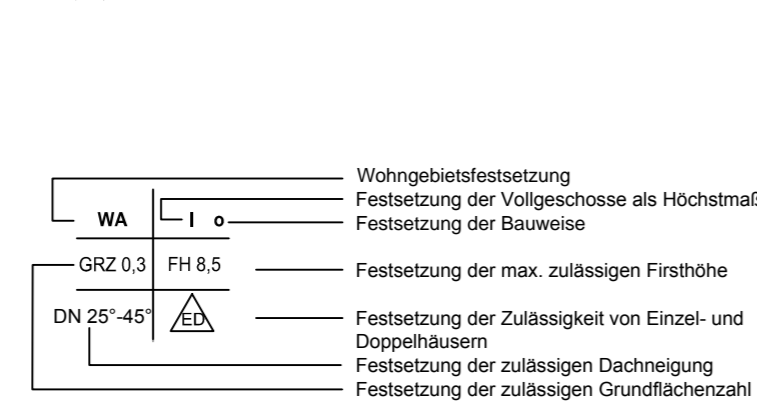 Wohngebietsfestsetzung
Festsetzung der Vollgeschosse als Höchstmaß
WA I o Festsetzung der Bauweise
GRZ 0,3 FH 8,5 Festsetzung der max. zulässigen Firsthöhe
DN 25°-45° ED Festsetzung der Zulässigkeit von Einzel- und
Doppelhäusern
Festsetzung der zulässigen Dachneigung
Festsetzung der zulässigen Grundflächenzahl